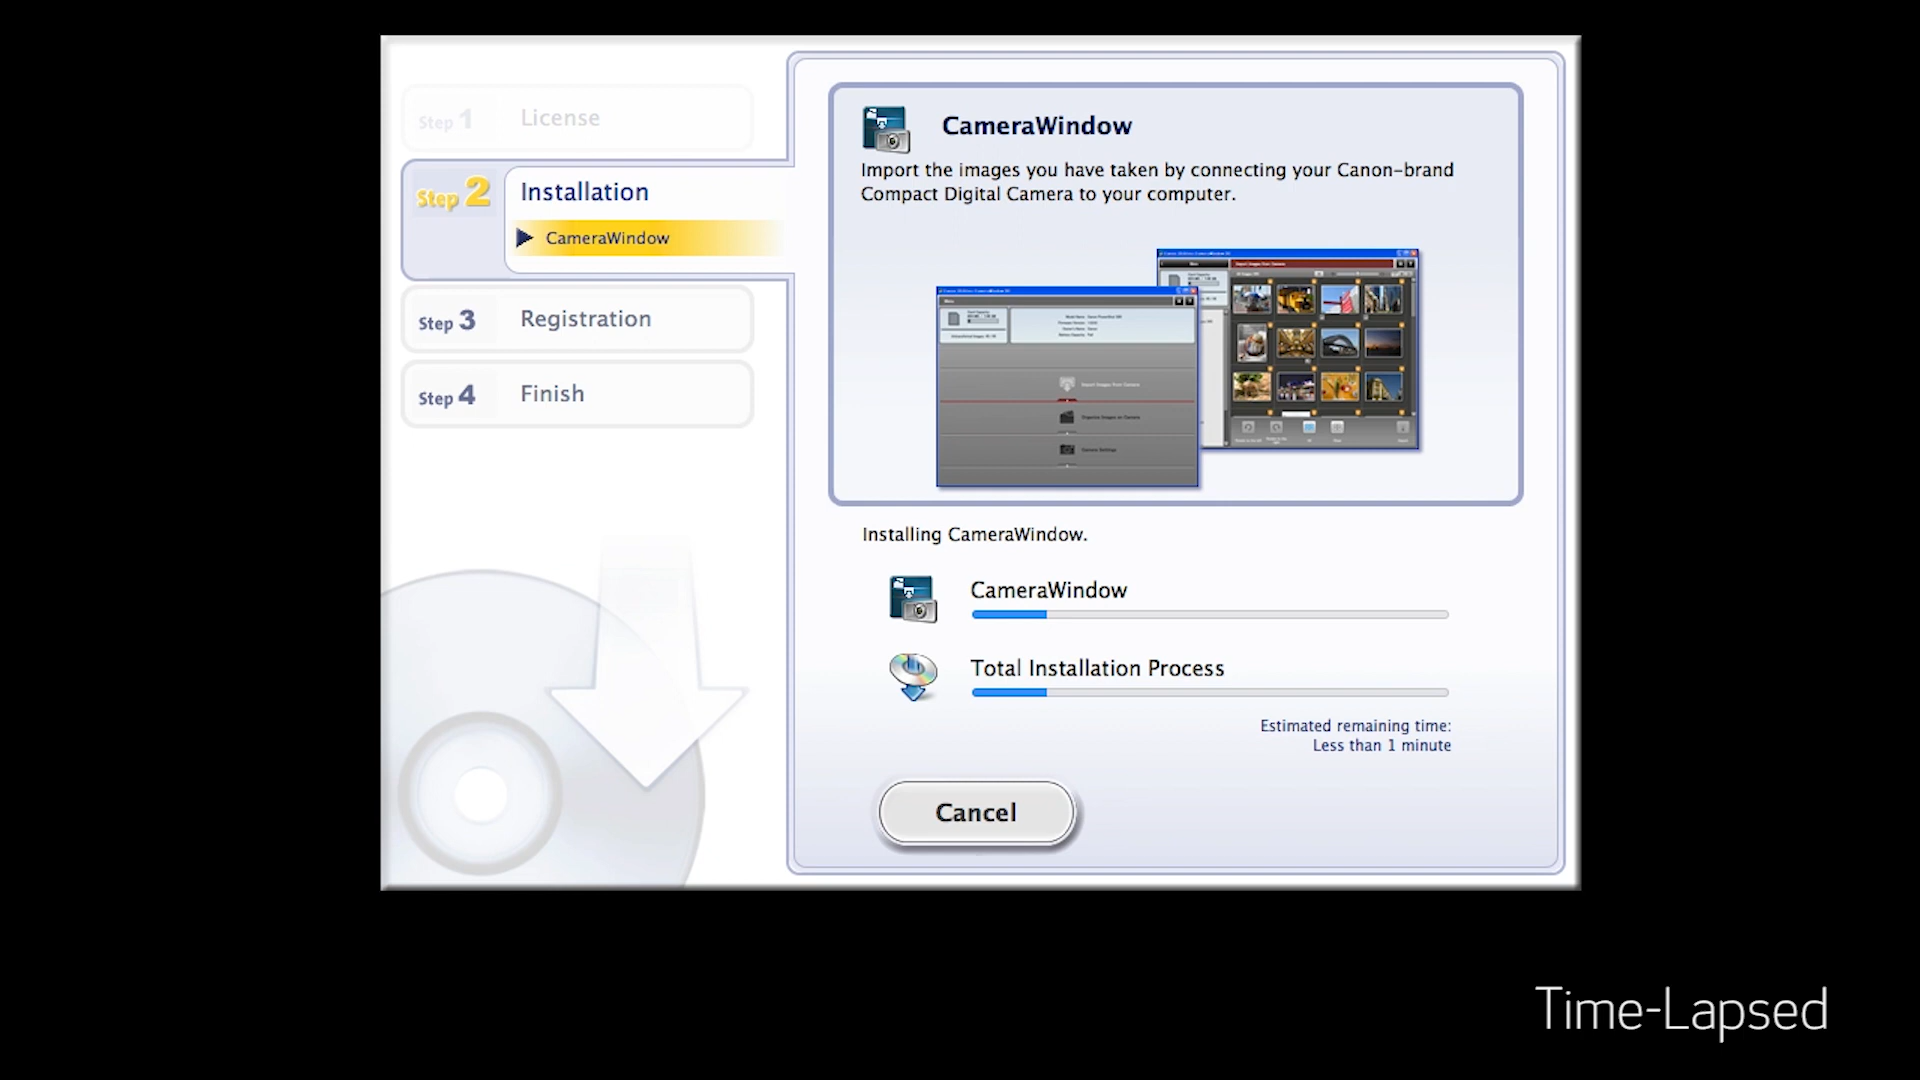 Step 1 License
Step 2 Installation
CameraWindow
Step 3 Registration
Step 4 Finish
CameraWindow
Import the images you have taken by connecting your Canon-brand
Compact Digital Camera to your computer.
Installing CameraWindow.
CameraWindow
Total Installation Process
Estimated remaining time:
Less than 1 minute
Cancel
Time-Lapsed